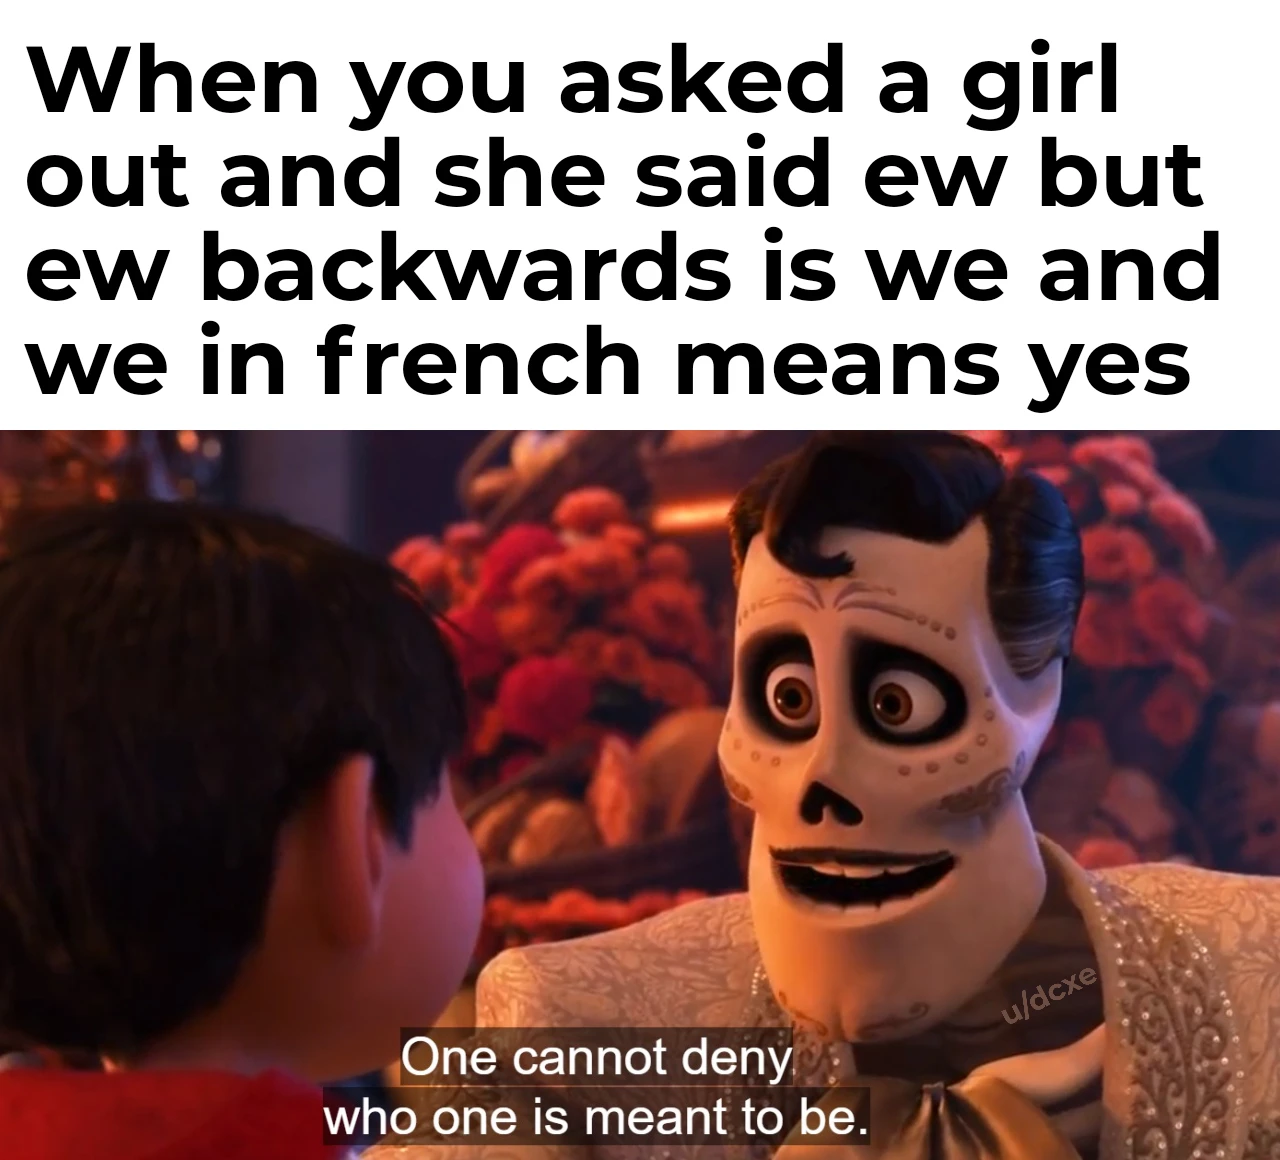 When you asked a girl
out and she said ew but
ew backwards is we and
we in french means yes
u/dcxe
One cannot deny
who one is meant to be.